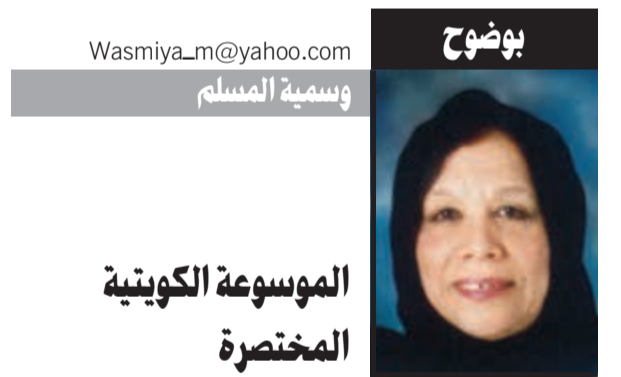 بوضوح
Wasmiya_m@yahoo.com
وسمية المسلم
الموسوعة الكويتية
المختصرة